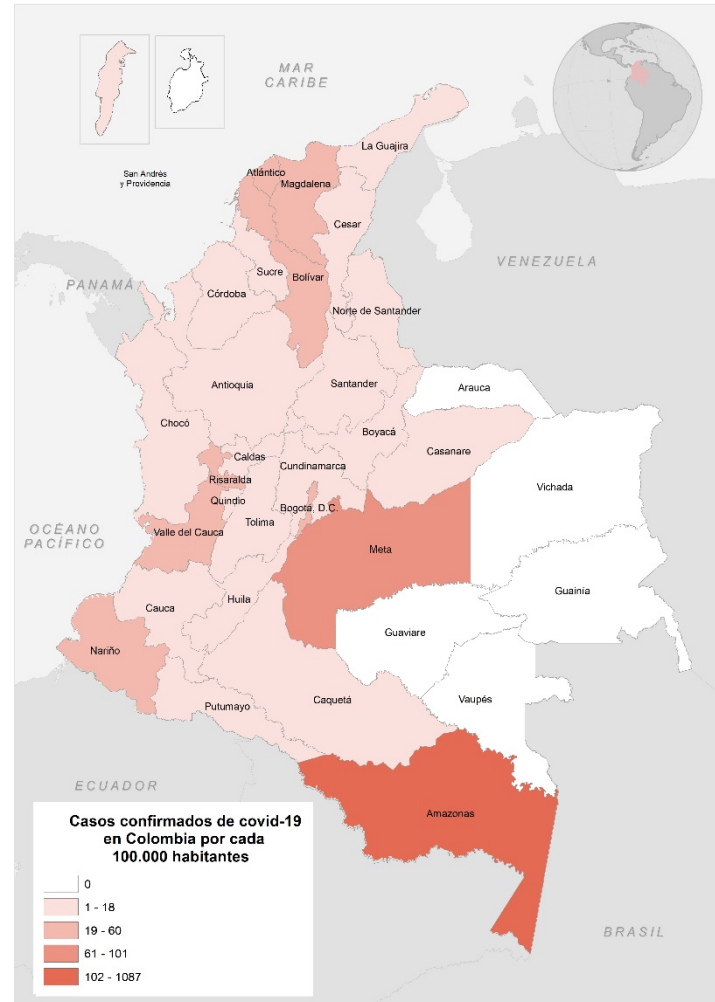 MAR
CARIBE
La Guajira
San Andrés
y Providencia
Atlántico
Magdalena
Cesar
VENEZUELA
PANAMÁ
Sucre
Bolívar
Córdoba
Norte de Santander
Antioquia
Santander
Arauca
Chocó
Boyacá
Casanare
Caldas
Cundinamarca
Risaralda
Vichada
Quindio
Bogotá, D.C.
Tolima
OCÉANO
PACÍFICO
Valle del Cauca
Meta
Guainía
Huila
Cauca
Guaviare
Nariño
Vaupés
Caquetá
Putumayo
ECUADOR
Amazonas
Casos confirmados de covid-19
en Colombia por cada
100.000 habitantes
0
1 - 18
19 - 60
61 - 101
102 - 1087
BRASIL